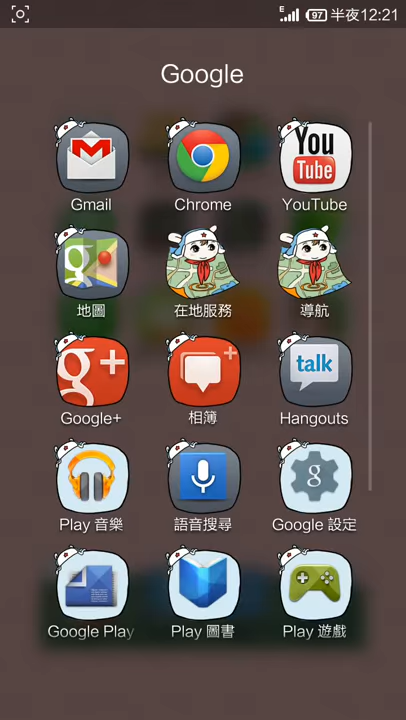 E 97 半夜12:21
Google
Gmail Chrome YouTube
You
Tube
地圖 在地服務 導航
g
g+ talk
Google+ 相簿 Hangouts
g
Play 音樂 語音搜尋 Google 設定
Google Play Play 圖書 Play 遊戲